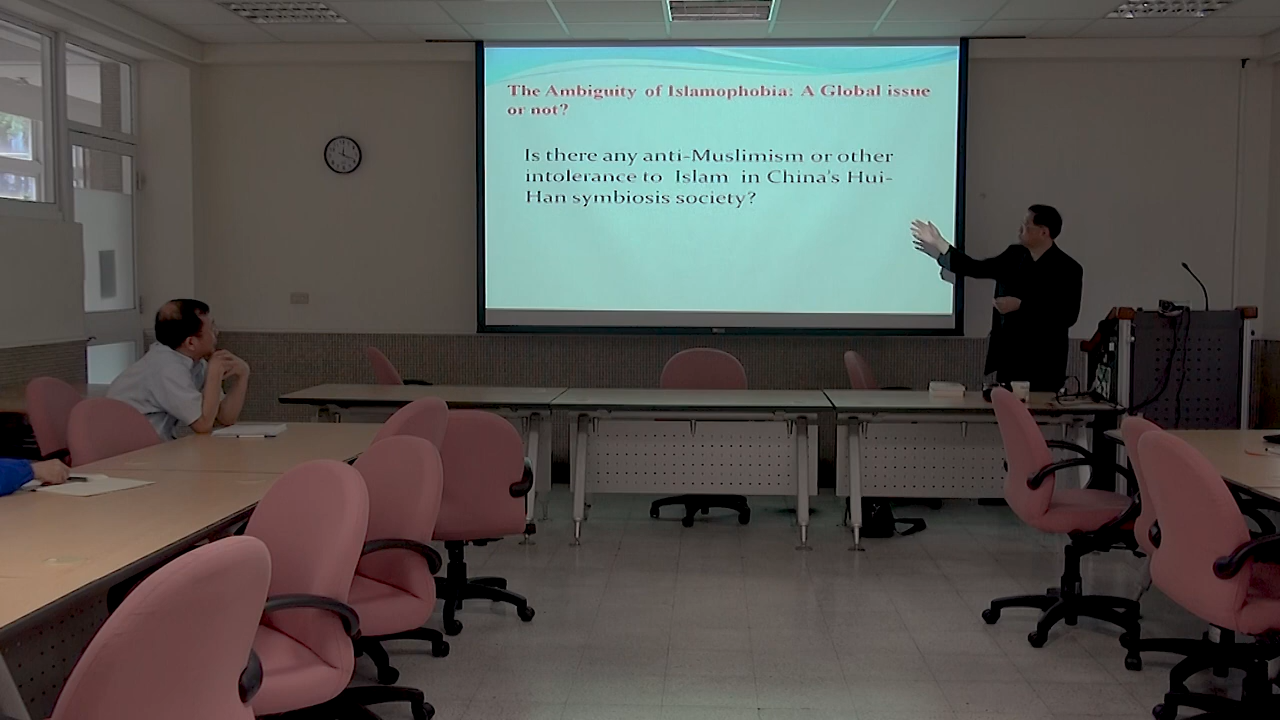 The Ambiguity of Islamophobia: A Global issue
or not?
Is there any anti-Muslimism or other
intolerance to Islam in China's Hui-
Han symbiosis society?